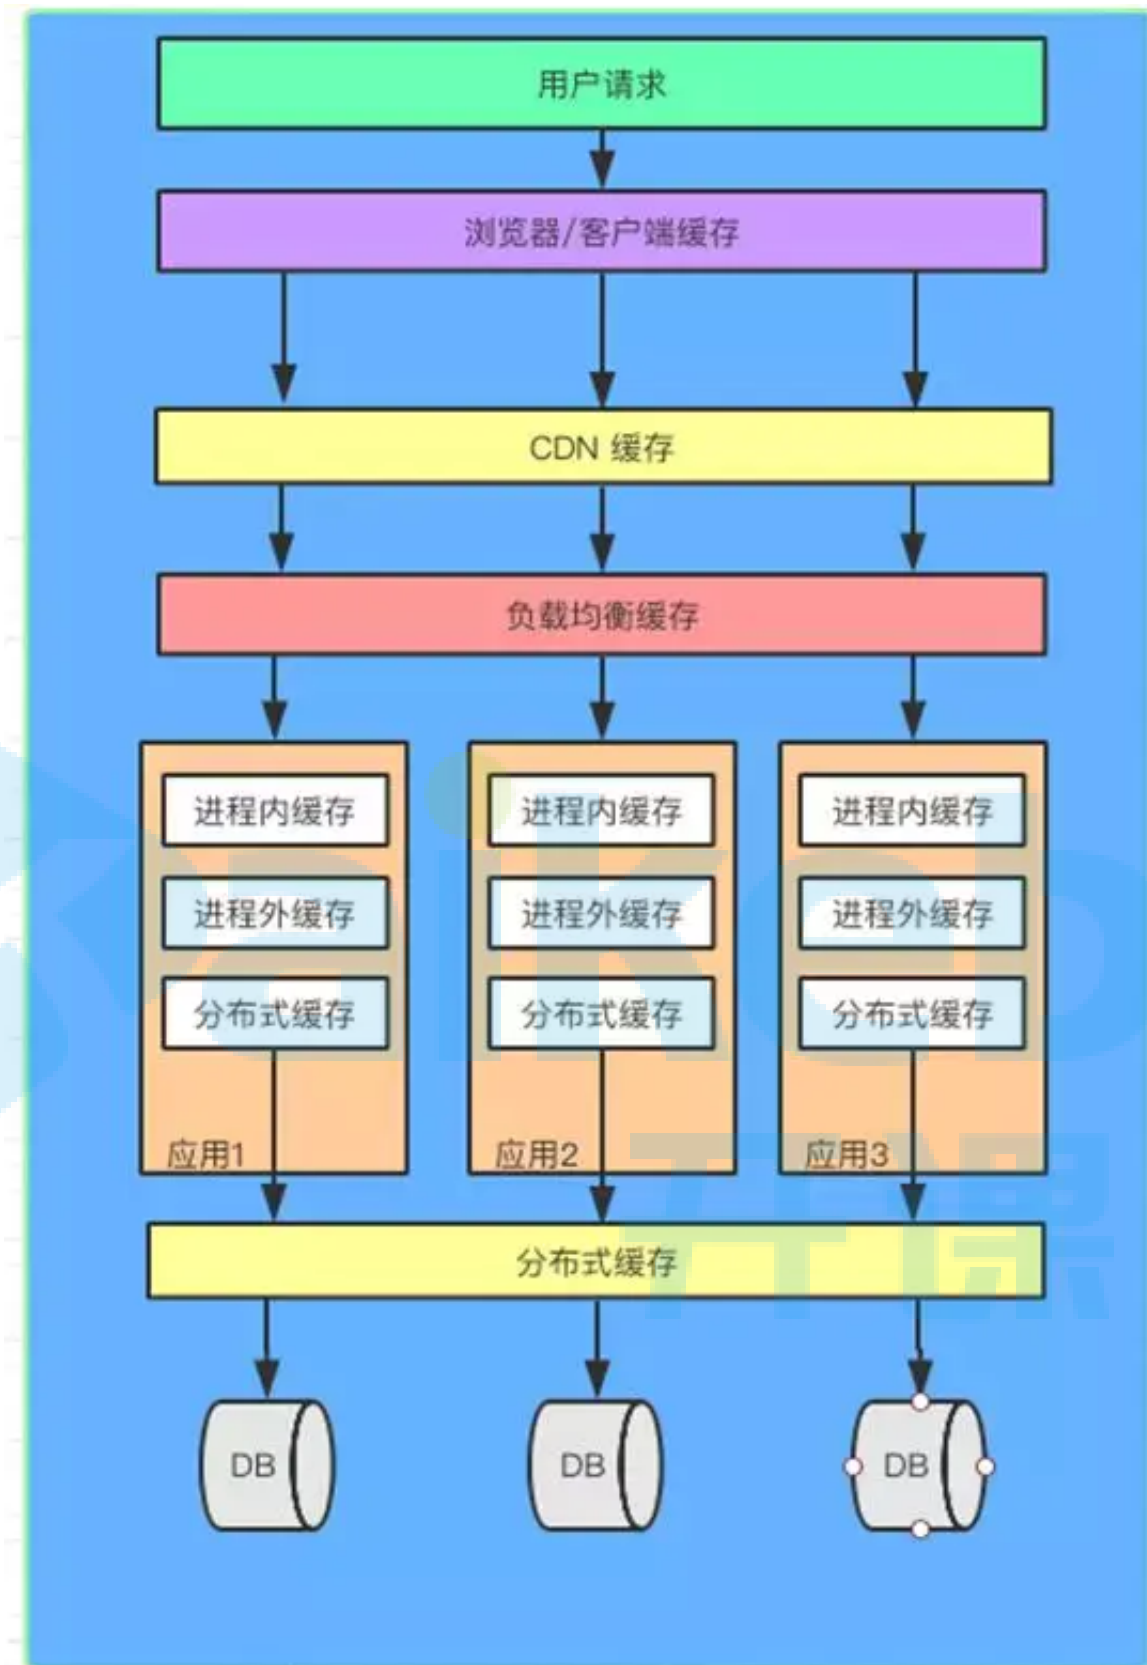 用户请求
浏览器/客户端缓存
CDN 缓存
负载均衡缓存
进程内缓存
进程外缓存
分布式缓存
应用1
进程内缓存
进程外缓存
分布式缓存
应用2
进程内缓存
进程外缓存
分布式缓存
应用3
分布式缓存
DB
DB
DB
kaikeb
开课